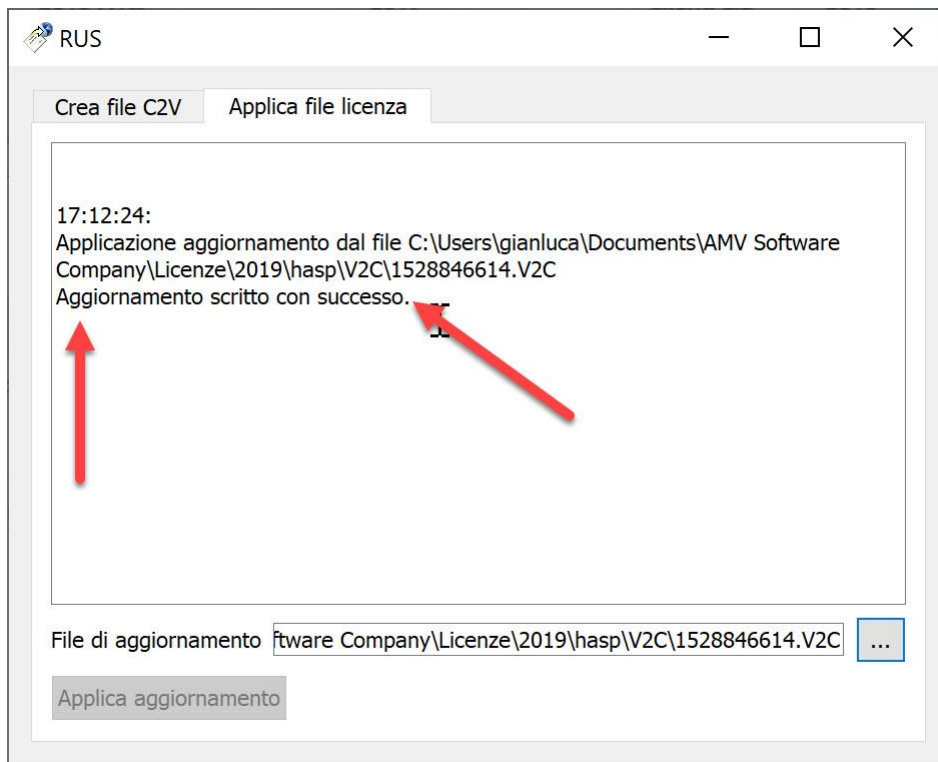 RUS
Crea file C2V
Applica file licenza
17:12:24:
Applicazione aggiornamento dal file C:\Users\gianluca\Documents\AMV Software
Company\Licenze\2019\hasp\V2C\1528846614.V2C
Aggiornamento scritto con successo.
File di aggiornamento
ftware Company\Licenze\2019\hasp\V2C\1528846614.V2C
...
Applica aggiornamento